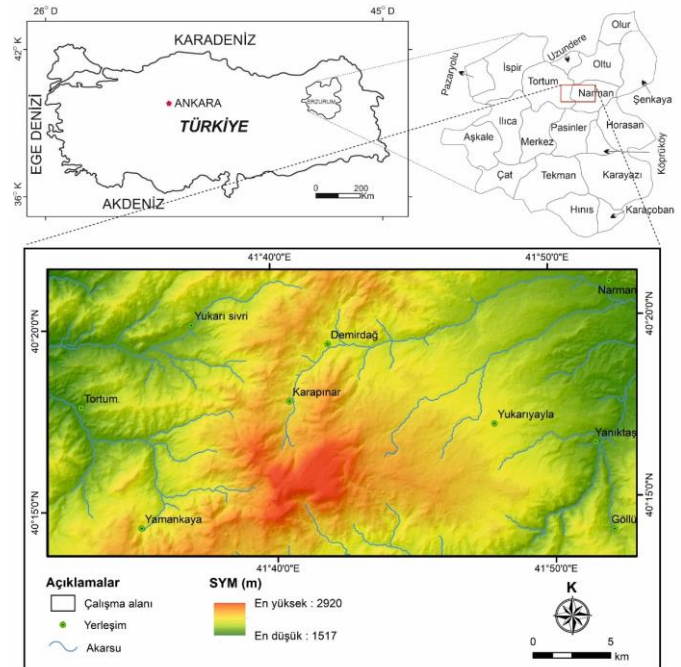 26° D
45° D
42° K
36° K
KARADENİZ
EGE DENİZİ
ANKARA
TÜRKİYE
ERZURUM
AKDENİZ
0 200
Km
Olur
Uzundere
Oltu
İspir
Tortum
Pazaryolu
Narman
Şenkaya
Ilıca
Pasinler
Horasan
Aşkale
Merkez
Köprüköy
Çat
Tekman
Karayazı
Hınıs
Karaçoban
41°40'0"E
41°50'0"E
Narman
Yukarı sivri
40°20'0"N
40°20'0"N
Demirdağ
Karapınar
Tortum
Yukarıyayla
Yanıktaş
40°15'0"N
40°15'0"N
Yamankaya
Göllü
41°40'0"E
41°50'0"E
Açıklamalar
Çalışma alanı
Yerleşim
Akarsu
SYM (m)
En yüksek : 2920
En düşük : 1517
K
0 5
km